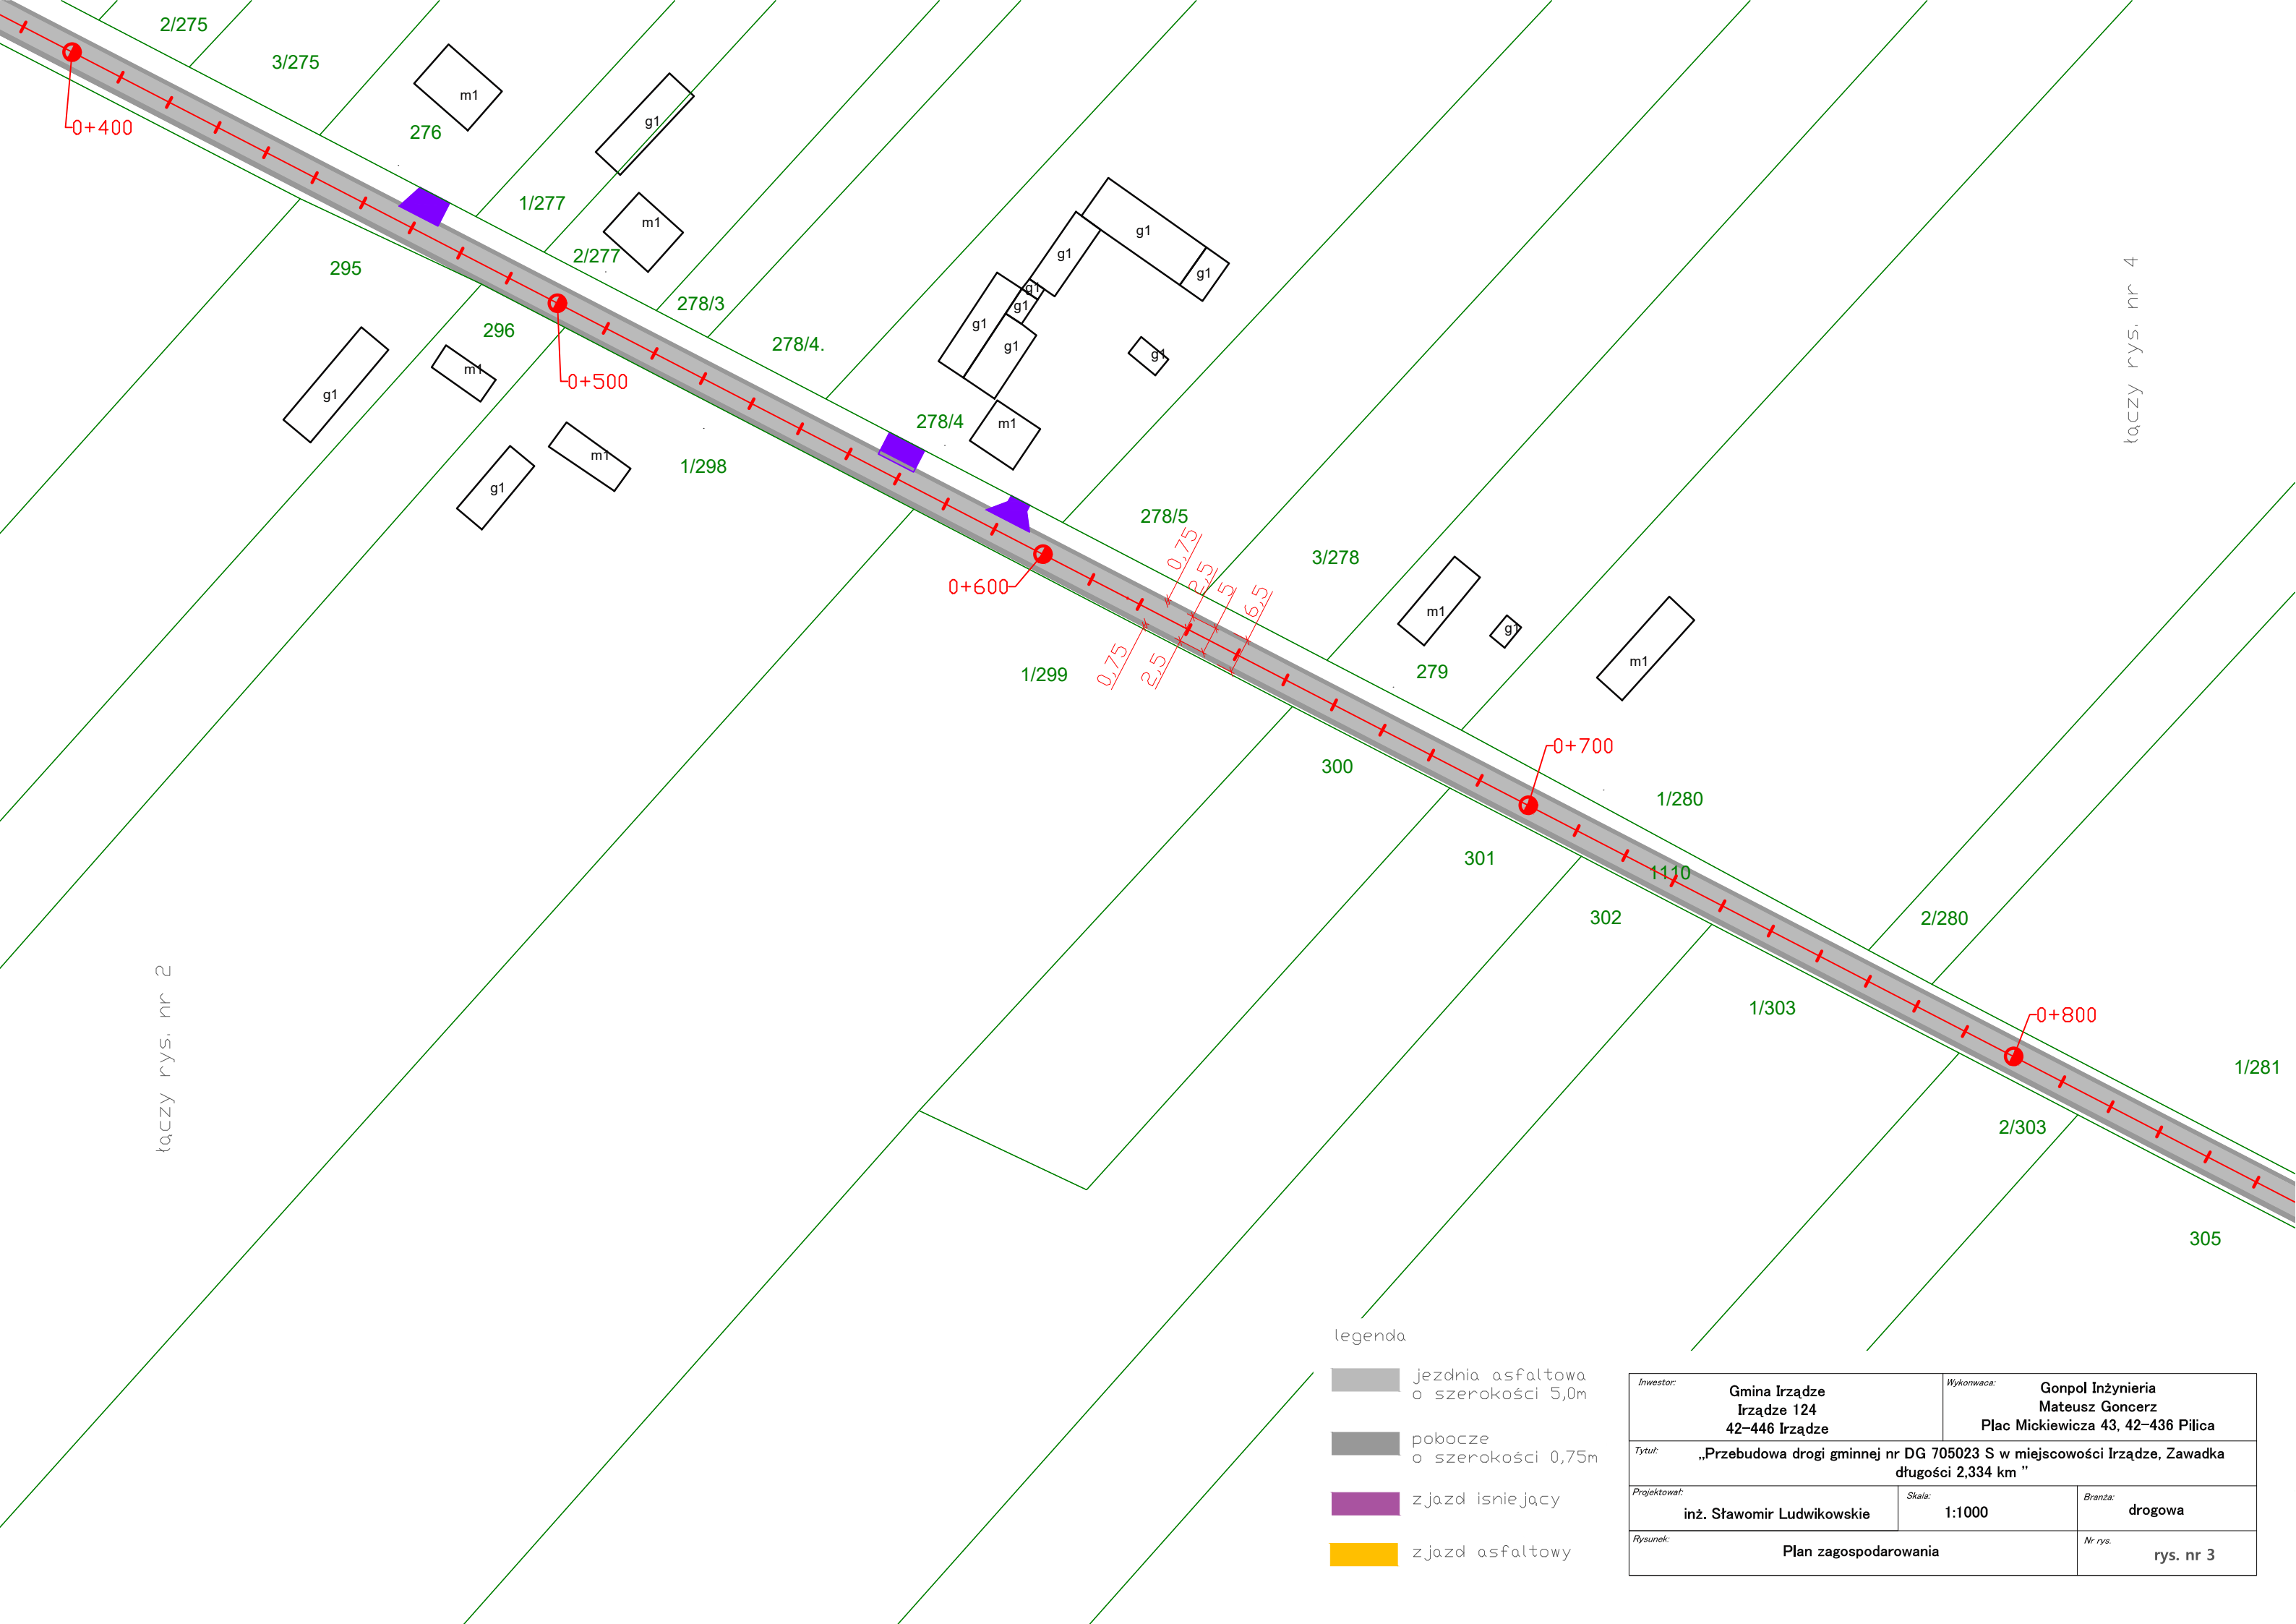 2/275
3/275
m1
276
g1
0+400
1/277
m1
2/277
g1
g1
g1
g1
g1
g1
g1
g1
m1
295
296
278/3
278/4.
278/4
0+500
g1
m1
g1
m1
1/298
278/5
0,75
2,5
5
6,5
3/278
0+600
0,75
2,5
m1
g1
m1
279
1/299
łączy rys. nr 4
0+700
300
1/280
301
1110
302
2/280
1/303
0+800
1/281
2/303
305
łączy rys. nr 2
legenda
jezdnia asfaltowa
o szerokości 5,0m
pobocze
o szerokości 0,75m
zjazd isniejący
zjazd asfaltowy
Inwestor:
Gmina Irządze
Irządze 124
42-446 Irządze
Wykonwaca:
Gonpol Inżynieria
Mateusz Goncerz
Plac Mickiewicza 43, 42-436 Pilica
Tytuł:
„Przebudowa drogi gminnej nr DG 705023 S w miejscowości Irządze, Zawadka
długości 2,334 km ”
Projektował:
inż. Sławomir Ludwikowskie
Skala:
1:1000
Branża:
drogowa
Rysunek:
Plan zagospodarowania
Nr rys.
rys. nr 3